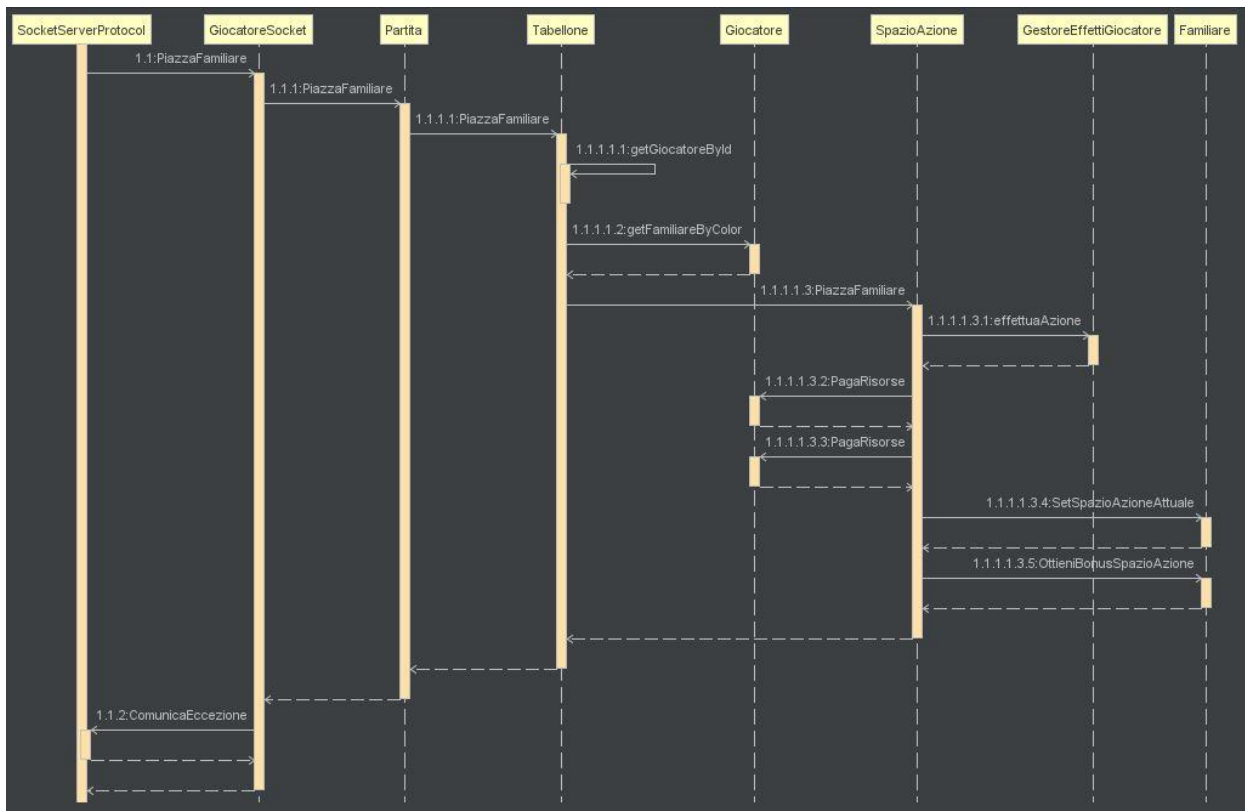 SocketServerProtocol
GiocatoreSocket
Partita
Tabellone
Giocatore
SpazioAzione
GestoreEffettiGiocatore
Familiare
1.1:PiazzaFamiliare
1.1.1:PiazzaFamiliare
1.1.1.1:PiazzaFamiliare
1.1.1.1.1:getGiocatoreById
1.1.1.1.2:getFamiliareByColor
1.1.1.1.3:PiazzaFamiliare
1.1.1.1.3.1:effettuaAzione
1.1.1.1.3.2:PagaRisorse
1.1.1.1.3.3:PagaRisorse
1.1.1.1.3.4:SetSpazioAzioneAttuale
1.1.1.1.3.5:OttieniBonusSpazioAzione
1.1.2:ComunicaEccezione